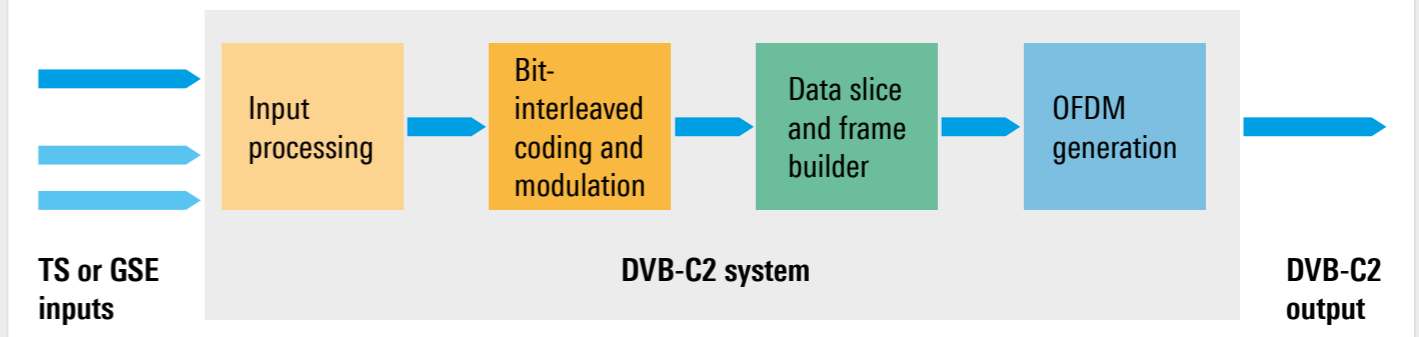 Input
processing
Bit-
interleaved
coding and
modulation
Data slice
and frame
builder
OFDM
generation
TS or GSE
inputs
DVB-C2 system
DVB-C2
output